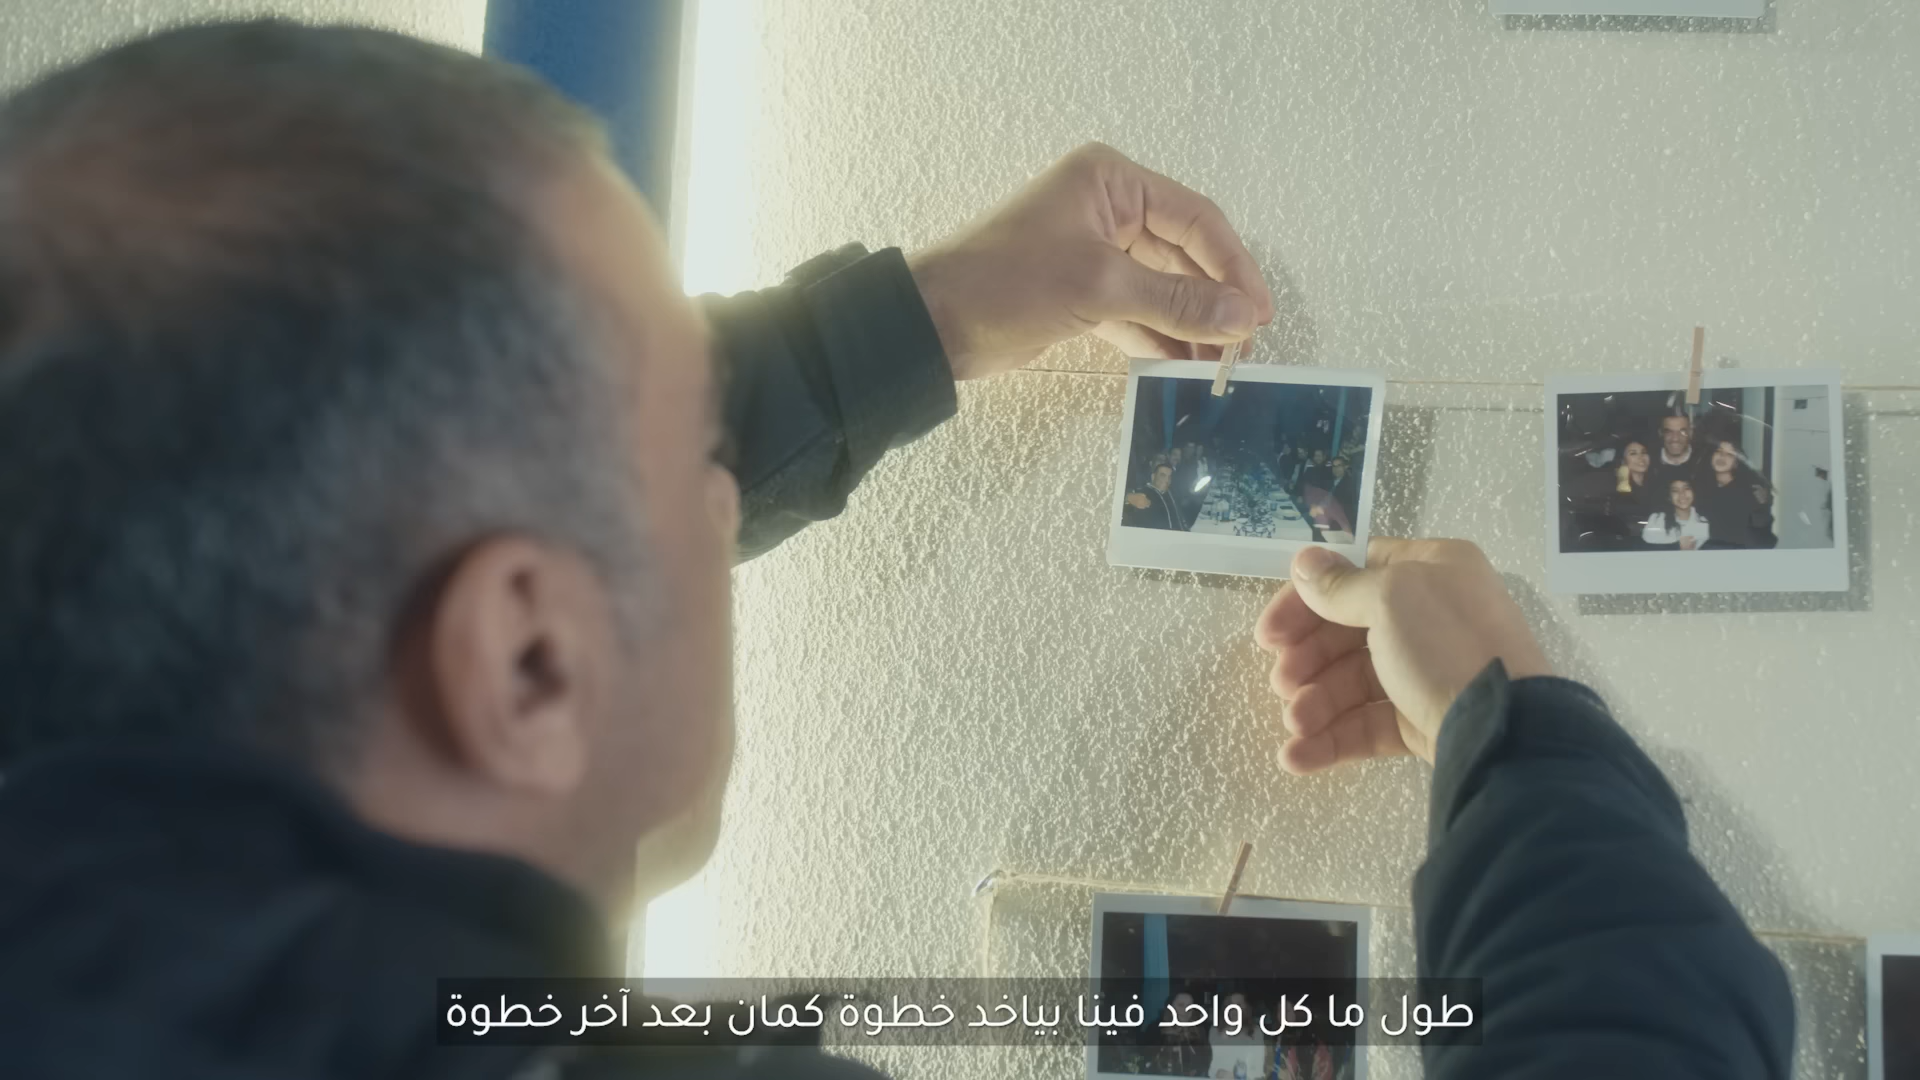 طول ما كل واحد فينا بياخد خطوة كمان بعد آخر خطوة